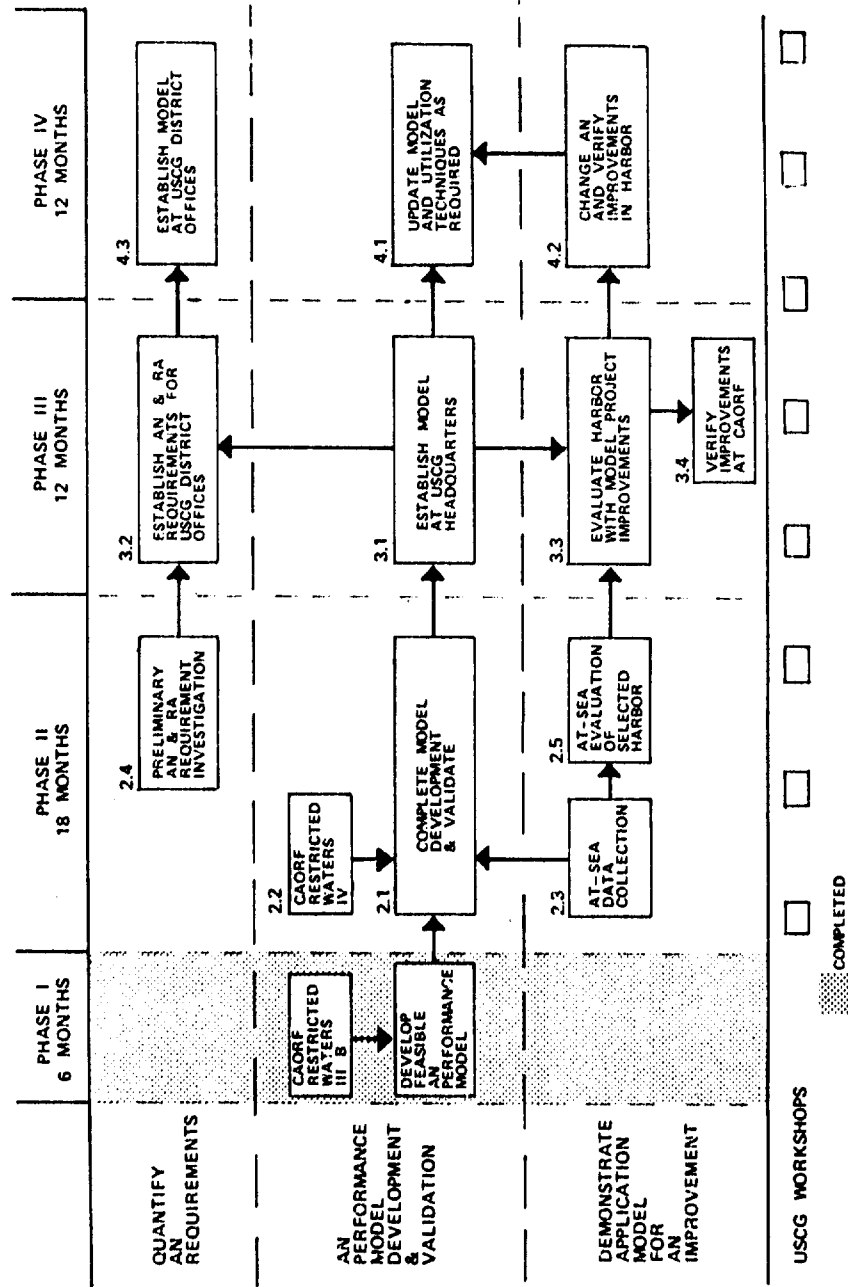 PHASE I
6 MONTHS
PHASE II
18 MONTHS
PHASE III
12 MONTHS
PHASE IV
12 MONTHS
QUANTIFY
AN
REQUIREMENTS
2.4
PRELIMINARY
AN & RA
REQUIREMENT
INVESTIGATION
3.2
ESTABLISH AN & RA
REQUIREMENTS FOR
USCG DISTRICT
OFFICES
4.3
ESTABLISH MODEL
AT USCG DISTRICT
OFFICES
AN
PERFORMANCE
MODEL
DEVELOPMENT
&
VALIDATION
CAORF
RESTRICTED
WATERS
III B
DEVELOP
FEASIBLE
AN
PERFORMANCE
MODEL
2.2
CAORF
RESTRICTED
WATERS
IV
2.1
COMPLETE MODEL
DEVELOPMENT
& VALIDATE
3.1
ESTABLISH MODEL
AT USCG
HEADQUARTERS
4.1
UPDATE MODEL
AND UTILIZATION
TECHNIQUES AS
REQUIRED
DEMONSTRATE
APPLICATION
MODEL
FOR
AN
IMPROVEMENT
2.3
AT-SEA
DATA
COLLECTION
2.5
AT-SEA
EVALUATION
OF
SELECTED
HARBOR
3.3
EVALUATE HARBOR
WITH MODEL PROJECT
IMPROVEMENTS
3.4
VERIFY
IMPROVEMENTS
AT CAORF
4.2
CHANGE AN
AND VERIFY
IMPROVEMENTS
IN HARBOR
USCG WORKSHOPS
COMPLETED